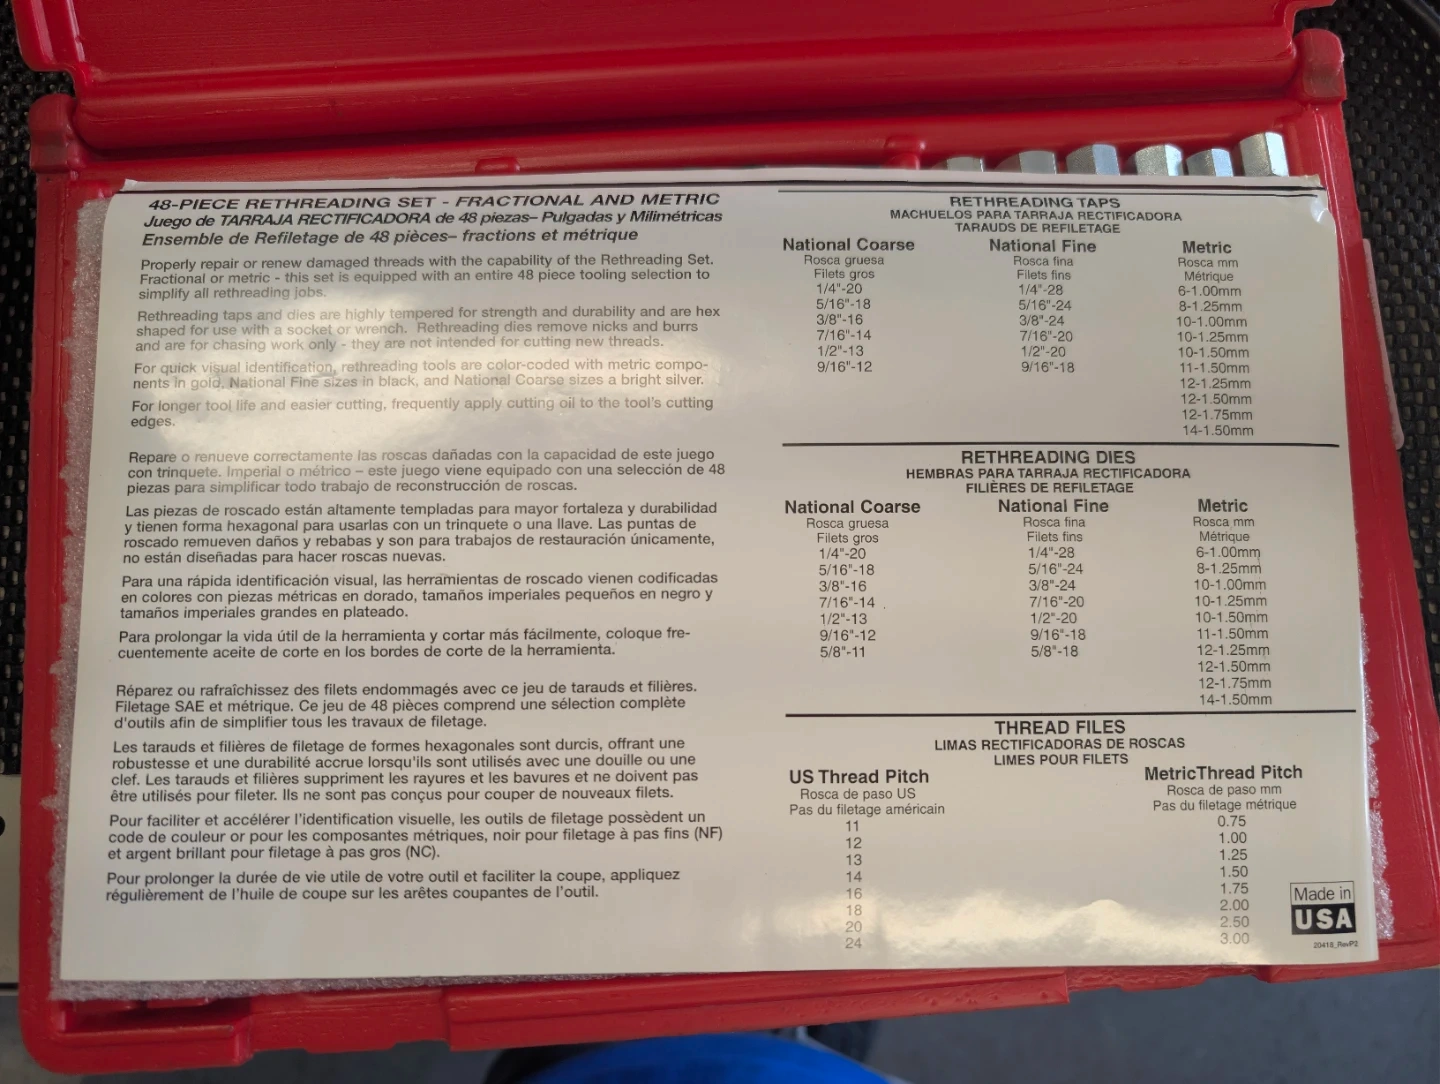 48-PIECE RETHREADING SET - FRACTIONAL AND METRIC
Juego de TARRAJA RECTIFICADORA de 48 piezas– Pulgadas y Milimétricas
Ensemble de Refiletage de 48 pièces– fractions et métrique
Properly repair or renew damaged threads with the capability of the Rethreading Set.
Fractional or metric - this set is equipped with an entire 48 piece tooling selection to
simplify all rethreading jobs.
Rethreading taps and dies are highly tempered for strength and durability and are hex
shaped for use with a socket or wrench. Rethreading dies remove nicks and burrs
and are for chasing work only - they are not intended for cutting new threads.
For quick visual identification, rethreading tools are color-coded with metric compo-
nents in gold, National Fine sizes in black, and National Coarse sizes a bright silver.
For longer tool life and easier cutting, frequently apply cutting oil to the tool's cutting
edges.
Repare o renueve correctamente las roscas dañadas con la capacidad de este juego
con trinquete. Imperial o métrico – este juego viene equipado con una selección de 48
piezas para simplificar todo trabajo de reconstrucción de roscas.
Las piezas de roscado están altamente templadas para mayor fortaleza y durabilidad
y tienen forma hexagonal para usarlas con un trinquete o una llave. Las puntas de
roscado remueven daños y rebabas y son para trabajos de restauración únicamente,
no están diseñadas para hacer roscas nuevas.
Para una rápida identificación visual, las herramientas de roscado vienen codificadas
en colores con piezas métricas en dorado, tamaños imperiales pequeños en negro y
tamaños imperiales grandes en plateado.
Para prolongar la vida útil de la herramienta y cortar más fácilmente, coloque fre-
cuentemente aceite de corte en los bordes de corte de la herramienta.
Réparez ou rafraîchissez des filets endommagés avec ce jeu de tarauds et filières.
Filetage SAE et métrique. Ce jeu de 48 pièces comprend une sélection complète
d'outils afin de simplifier tous les travaux de filetage.
Les tarauds et filières de filetage de formes hexagonales sont durcis, offrant une
robustesse et une durabilité accrue lorsqu'ils sont utilisés avec une douille ou une
clef. Les tarauds et filières suppriment les rayures et les bavures et ne doivent pas
être utilisés pour fileter. Ils ne sont pas conçus pour couper de nouveaux filets.
Pour faciliter et accélérer l'identification visuelle, les outils de filetage possèdent un
code de couleur or pour les composantes métriques, noir pour filetage à pas fins (NF)
et argent brillant pour filetage à pas gros (NC).
Pour prolonger la durée de vie utile de votre outil et faciliter la coupe, appliquez
régulièrement de l'huile de coupe sur les arêtes coupantes de l'outil.
RETHREADING TAPS
MACHUELOS PARA TARRAJA RECTIFICADORA
TARAUDS DE REFILETAGE
National Coarse National Fine Metric
Rosca gruesa Rosca fina Rosca mm
Filets gros Filets fins Métrique
1/4"-20 1/4"-28 6-1.00mm
5/16"-18 5/16"-24 8-1.25mm
3/8"-16 3/8"-24 10-1.00mm
7/16"-14 7/16"-20 10-1.25mm
1/2"-13 1/2"-20 10-1.50mm
9/16"-12 9/16"-18 11-1.50mm
12-1.25mm
12-1.50mm
12-1.75mm
14-1.50mm
RETHREADING DIES
HEMBRAS PARA TARRAJA RECTIFICADORA
FILIÈRES DE REFILETAGE
National Coarse National Fine Metric
Rosca gruesa Rosca fina Rosca mm
Filets gros Filets fins Métrique
1/4"-20 1/4"-28 6-1.00mm
5/16"-18 5/16"-24 8-1.25mm
3/8"-16 3/8"-24 10-1.00mm
7/16"-14 7/16"-20 10-1.25mm
1/2"-13 1/2"-20 10-1.50mm
9/16"-12 9/16"-18 11-1.50mm
5/8"-11 5/8"-18 12-1.25mm
12-1.50mm
12-1.75mm
14-1.50mm
THREAD FILES
LIMAS RECTIFICADORAS DE ROSCAS
LIMES POUR FILETS
US Thread Pitch MetricThread Pitch
Rosca de paso US Rosca de paso mm
Pas du filetage américain Pas du filetage métrique
11 0.75
12 1.00
13 1.25
14 1.50
16 1.75
18 2.00
20 2.50
24 3.00
Made in
USA
20418_RevP2